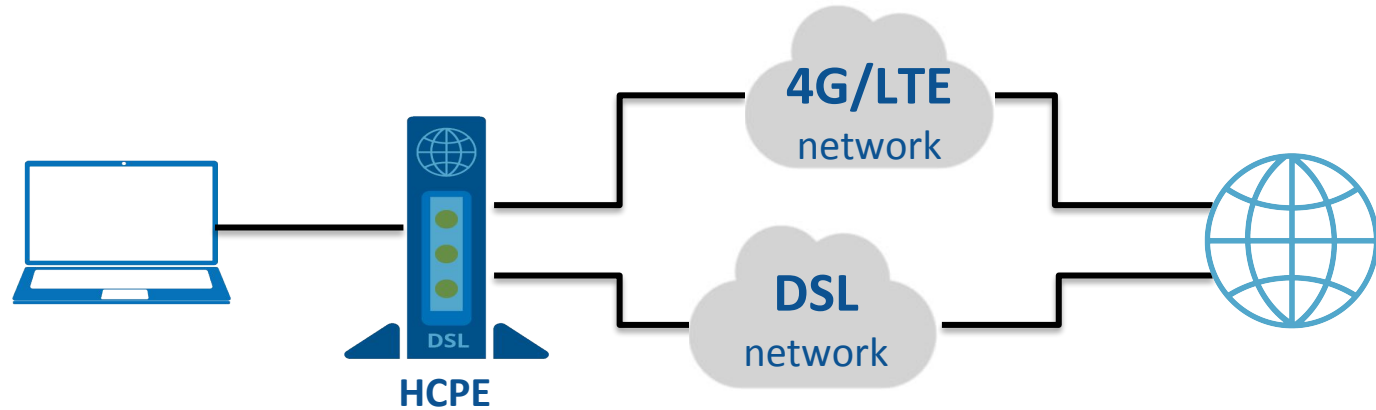 4G/LTE
network
DSL
HCPE
DSL
network